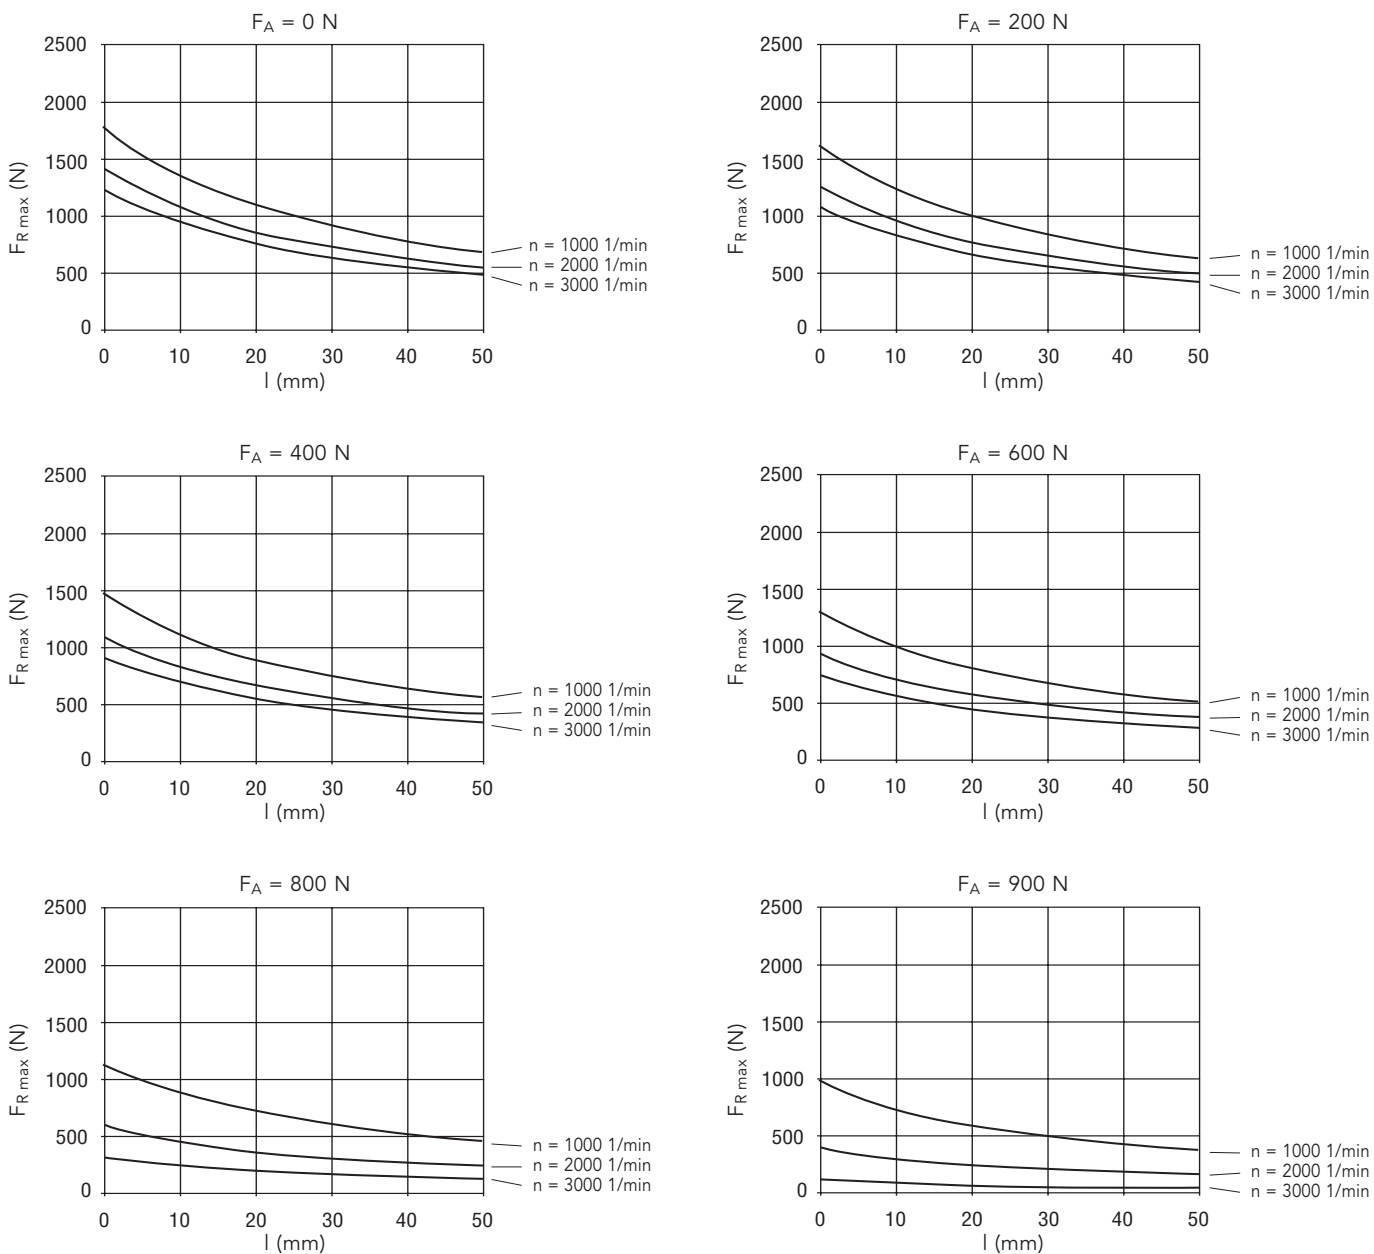 F_A = 0 N
2500
2000
1500
1000
500
0
F_R max (N)
0 10 20 30 40 50
l (mm)
n = 1000 1/min
n = 2000 1/min
n = 3000 1/min
F_A = 200 N
2500
2000
1500
1000
500
0
F_R max (N)
0 10 20 30 40 50
l (mm)
n = 1000 1/min
n = 2000 1/min
n = 3000 1/min
F_A = 400 N
2500
2000
1500
1000
500
0
F_R max (N)
0 10 20 30 40 50
l (mm)
n = 1000 1/min
n = 2000 1/min
n = 3000 1/min
F_A = 600 N
2500
2000
1500
1000
500
0
F_R max (N)
0 10 20 30 40 50
l (mm)
n = 1000 1/min
n = 2000 1/min
n = 3000 1/min
F_A = 800 N
2500
2000
1500
1000
500
0
F_R max (N)
0 10 20 30 40 50
l (mm)
n = 1000 1/min
n = 2000 1/min
n = 3000 1/min
F_A = 900 N
2500
2000
1500
1000
500
0
F_R max (N)
0 10 20 30 40 50
l (mm)
n = 1000 1/min
n = 2000 1/min
n = 3000 1/min